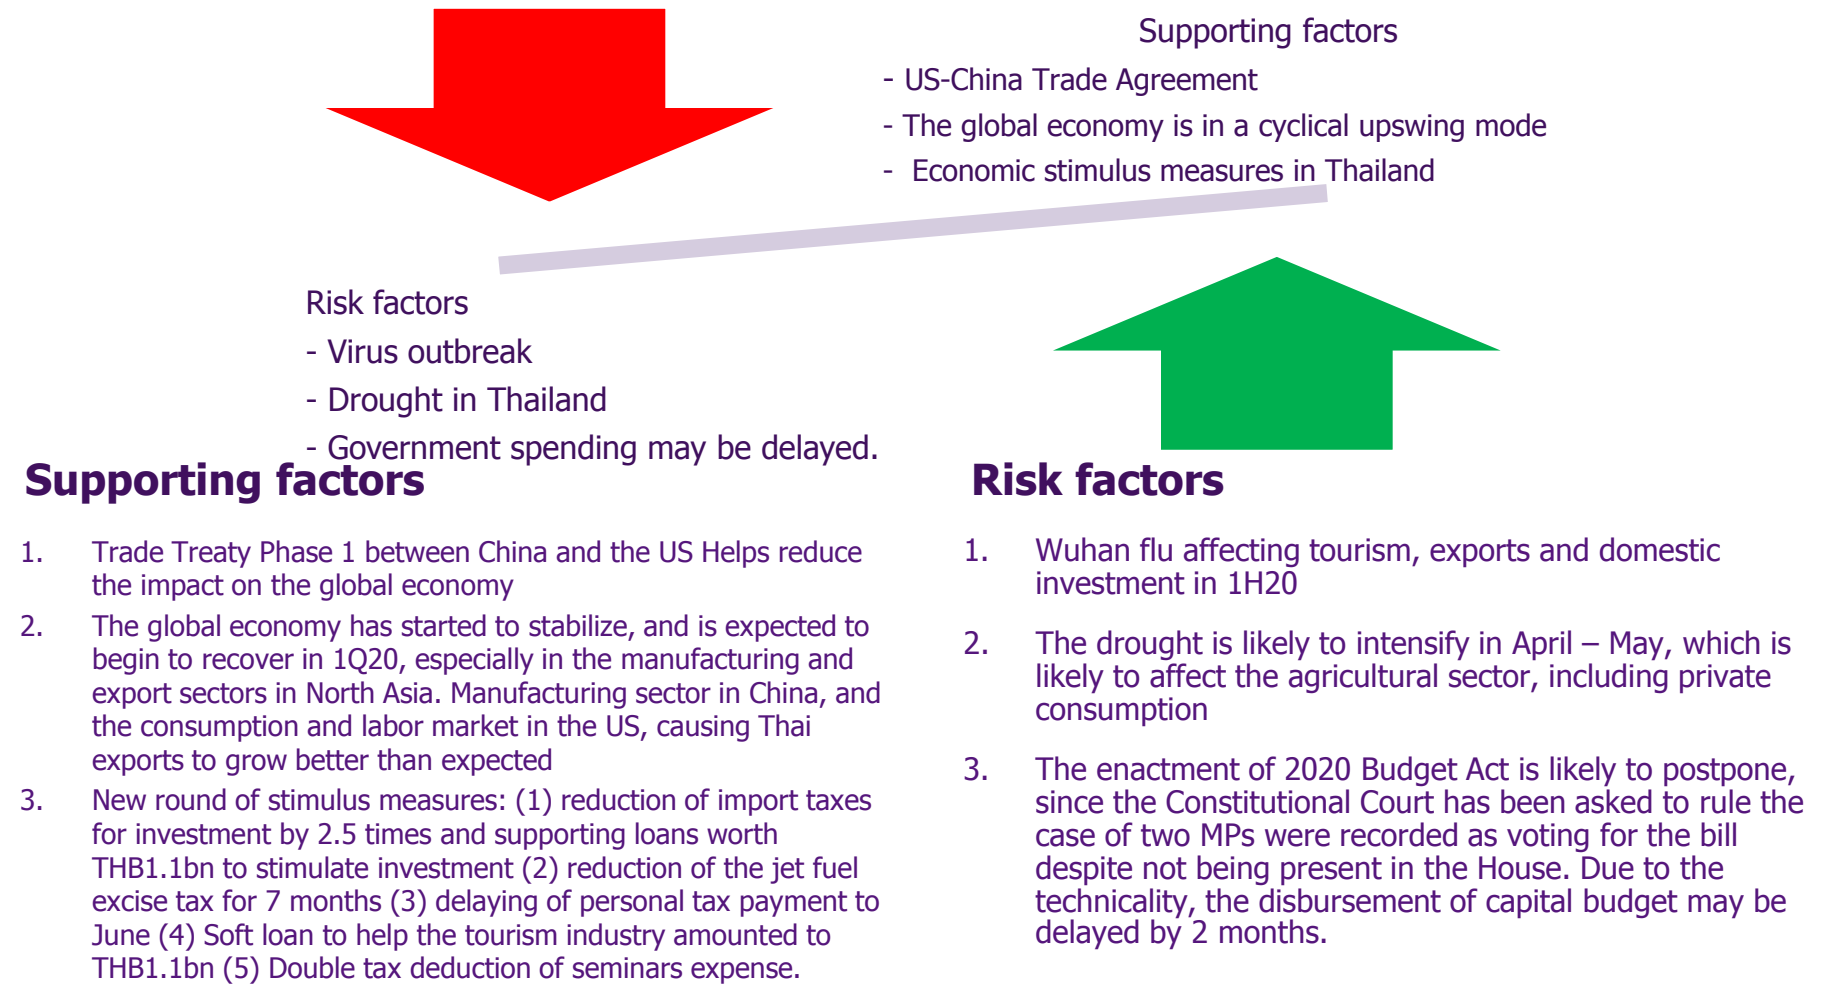 Supporting factors
- US-China Trade Agreement
- The global economy is in a cyclical upswing mode
- Economic stimulus measures in Thailand
Risk factors
- Virus outbreak
- Drought in Thailand
- Government spending may be delayed.
Supporting factors
1. Trade Treaty Phase 1 between China and the US Helps reduce
the impact on the global economy
2. The global economy has started to stabilize, and is expected to
begin to recover in 1Q20, especially in the manufacturing and
export sectors in North Asia. Manufacturing sector in China, and
the consumption and labor market in the US, causing Thai
exports to grow better than expected
3. New round of stimulus measures: (1) reduction of import taxes
for investment by 2.5 times and supporting loans worth
THB1.1bn to stimulate investment (2) reduction of the jet fuel
excise tax for 7 months (3) delaying of personal tax payment to
June (4) Soft loan to help the tourism industry amounted to
THB1.1bn (5) Double tax deduction of seminars expense.
Risk factors
1. Wuhan flu affecting tourism, exports and domestic
investment in 1H20
2. The drought is likely to intensify in April – May, which is
likely to affect the agricultural sector, including private
consumption
3. The enactment of 2020 Budget Act is likely to postpone,
since the Constitutional Court has been asked to rule the
case of two MPs were recorded as voting for the bill
despite not being present in the House. Due to the
technicality, the disbursement of capital budget may be
delayed by 2 months.